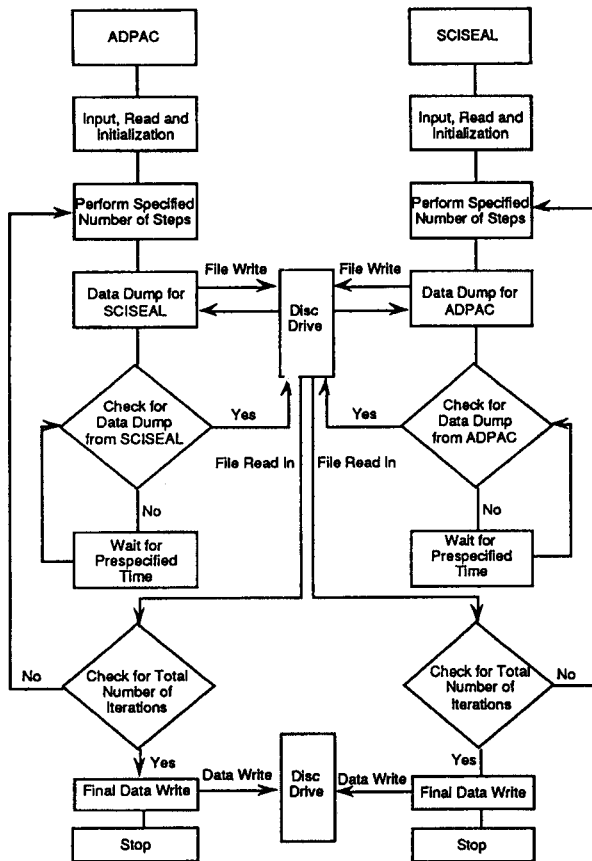 ADPAC
SCISEAL
Input, Read and
Initialization
Input, Read and
Initialization
Perform Specified
Number of Steps
Perform Specified
Number of Steps
File Write
File Write
Data Dump for
SCISEAL
Disc
Drive
Data Dump for
ADPAC
Check for
Data Dump
from SCISEAL
Yes
Yes
Check for
Data Dump
from ADPAC
File Read In
File Read In
No
No
Wait for
Prespecified
Time
Wait for
Prespecified
Time
No
Check for Total
Number of
Iterations
Check for Total
Number of
Iterations
No
Yes
Yes
Data Write
Disc
Drive
Data Write
Final Data Write
Final Data Write
Stop
Stop